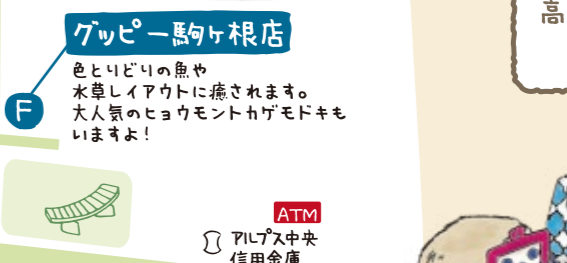 グッピー駒ヶ根店
F
色とりどりの魚や
水草レイアウトに癒されます。
大人気のヒョウモントカゲモドキも
いますよ！
高
ATM
アルプス中央
信用金庫